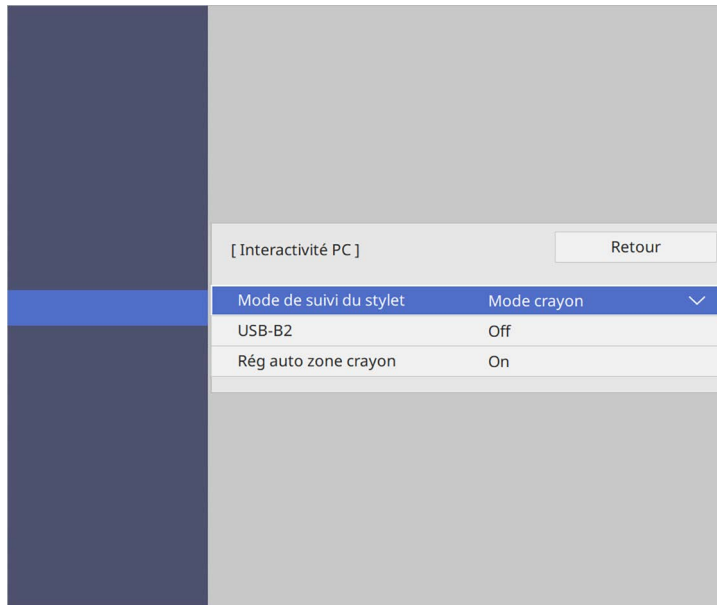 [ Interactivité PC ] Retour
Mode de suivi du stylet Mode crayon
USB-B2 Off
Rég auto zone crayon On